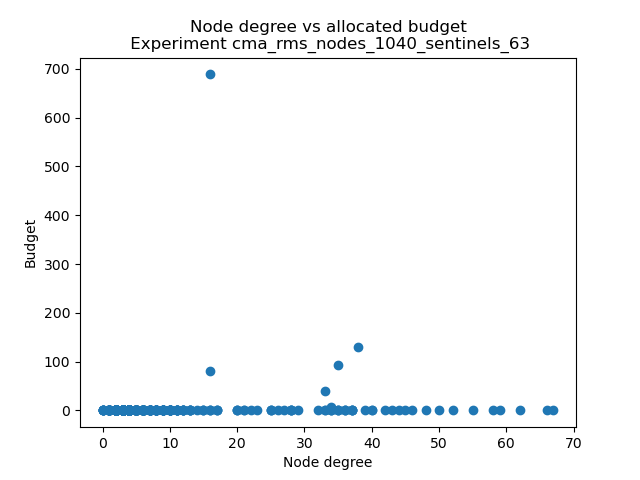 Node degree vs allocated budget
Experiment cma_rms_nodes_1040_sentinels_63
700
600
500
400
300
200
100
0
Budget
0 10 20 30 40 50 60 70
Node degree